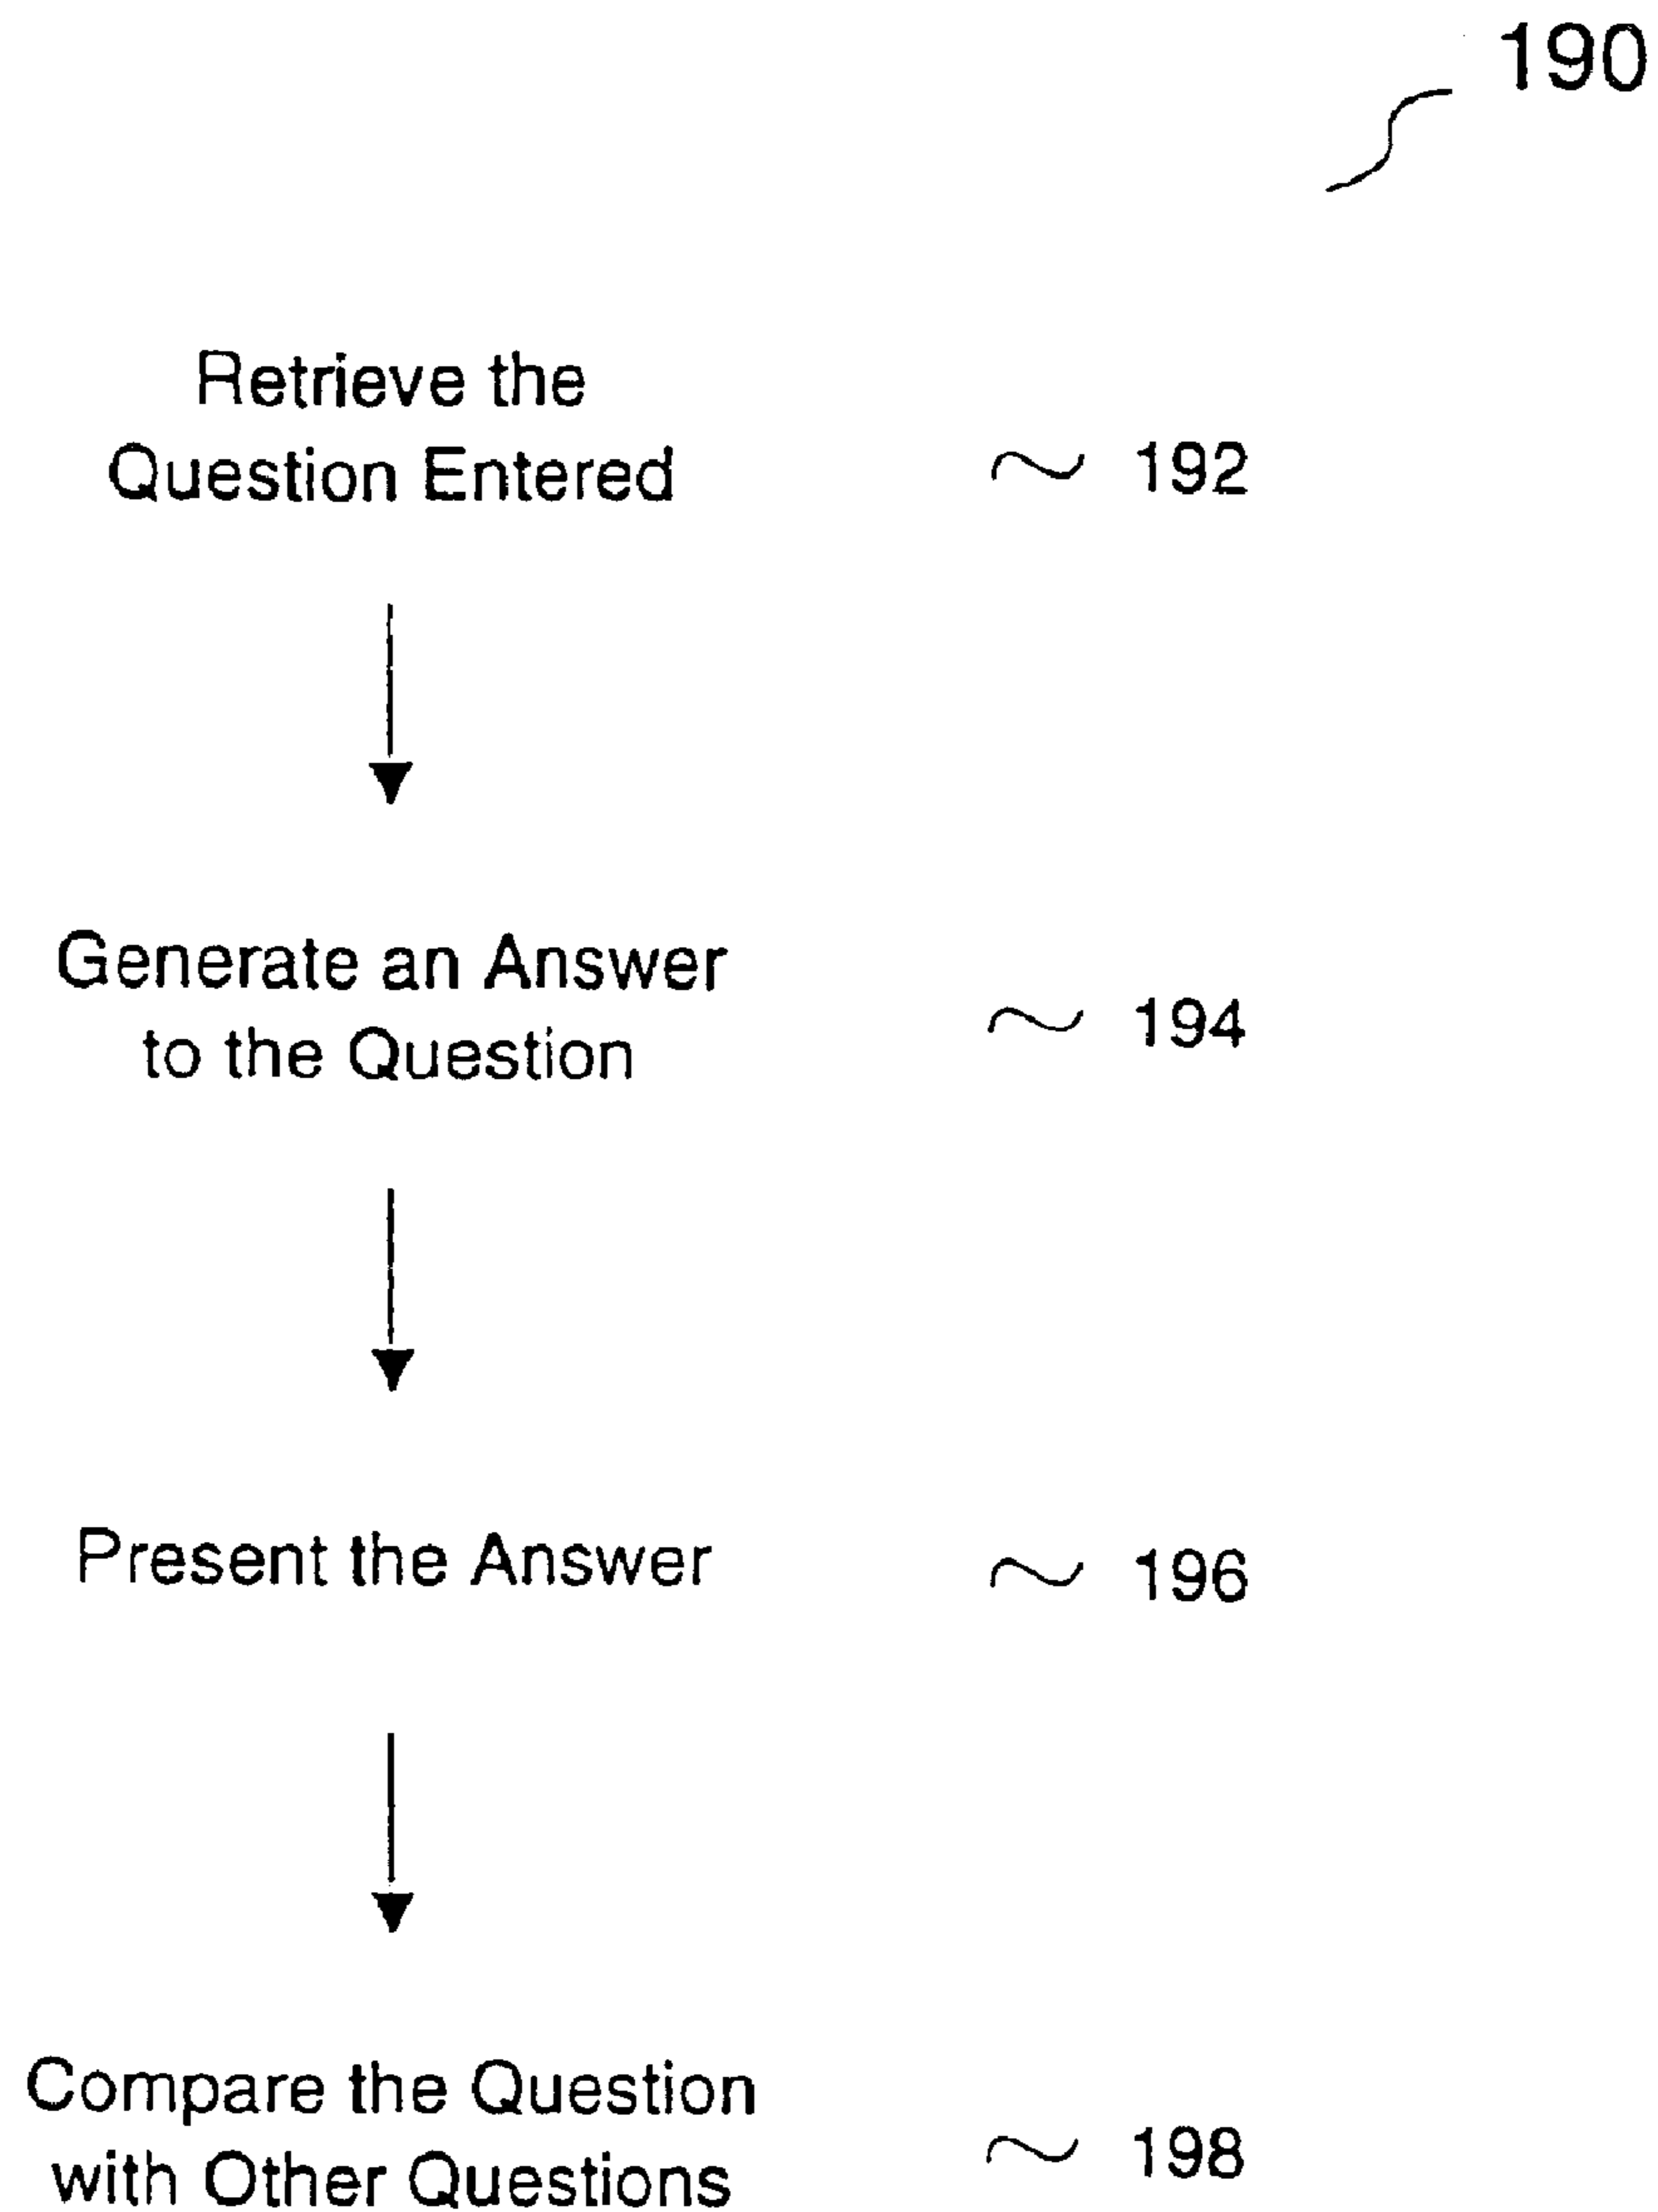 190
Retrieve the
Question Entered
192
Generate an Answer
to the Question
194
Present the Answer
196
Compare the Question
with Other Questions
198